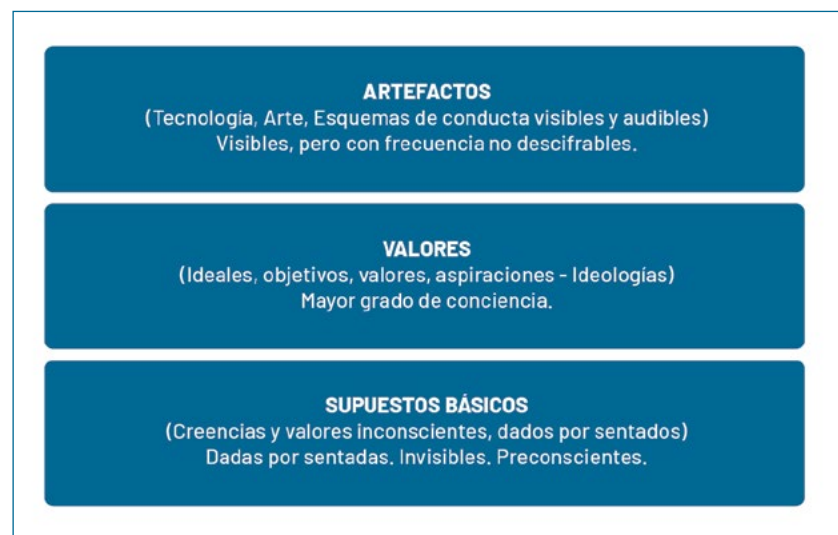 ARTEFACTOS
(Tecnología, Arte, Esquemas de conducta visibles y audibles)
Visibles, pero con frecuencia no descifrables.
VALORES
(Ideales, objetivos, valores, aspiraciones - Ideologías)
Mayor grado de conciencia.
SUPUESTOS BÁSICOS
(Creencias y valores inconscientes, dados por sentados)
Dadas por sentadas. Invisibles. Preconscientes.